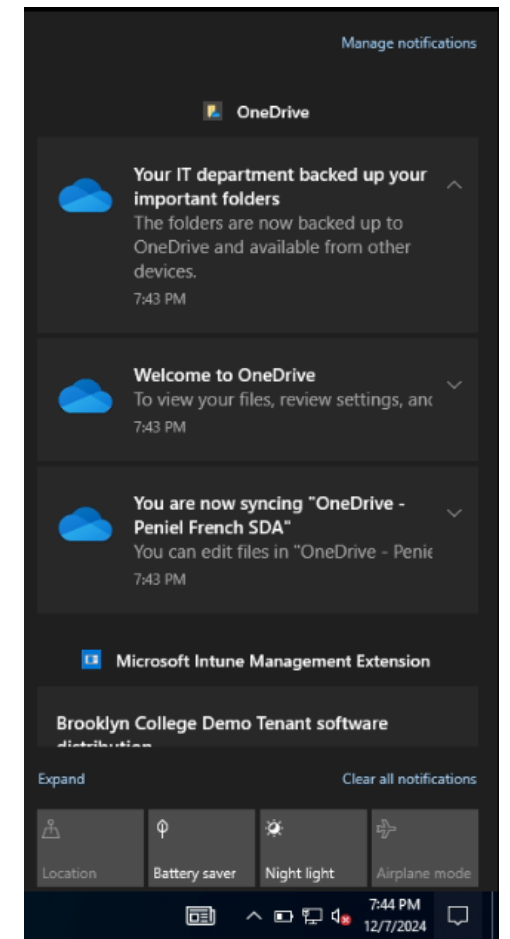 Manage notifications
OneDrive
Your IT department backed up your
important folders
The folders are now backed up to
OneDrive and available from other
devices.
7:43 PM
Welcome to OneDrive
To view your files, review settings, and
7:43 PM
You are now syncing "OneDrive -
Peniel French SDA"
You can edit files in "OneDrive - Penie
7:43 PM
Microsoft Intune Management Extension
Brooklyn College Demo Tenant software
distribution
Expand
Clear all notifications
Location
Battery saver
Night light
Airplane mode
7:44 PM
12/7/2024